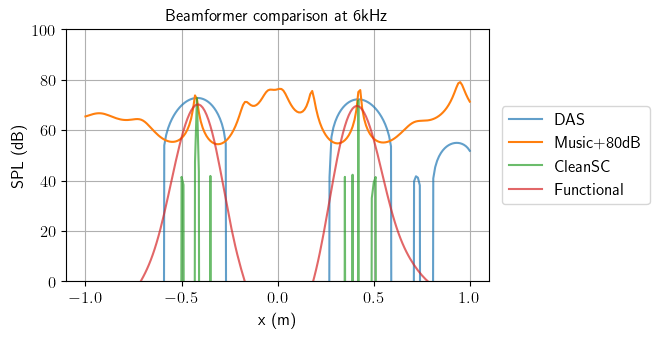 Beamformer comparison at 6kHz
100
80
60
40
20
0
SPL (dB)
−1.0
−0.5
0.0
0.5
1.0
x (m)
DAS
Music+80dB
CleanSC
Functional